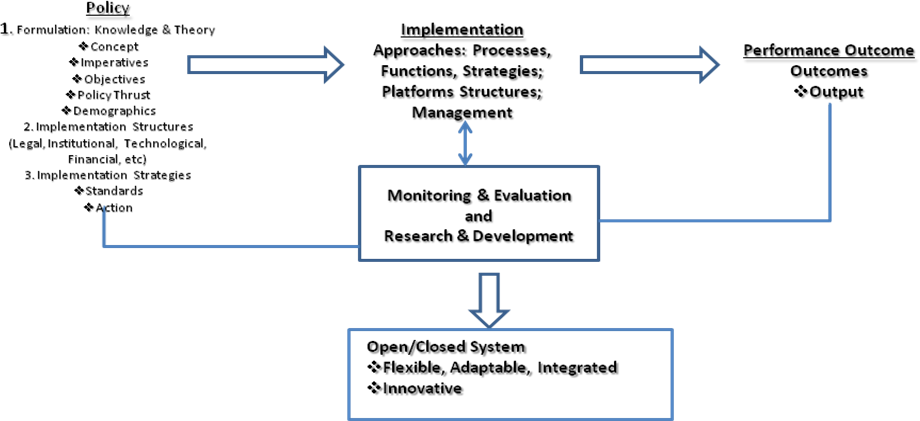 Policy
1. Formulation: Knowledge & Theory
❖Concept
❖Imperatives
❖Objectives
❖Policy Thrust
❖Demographics
2. Implementation Structures
(Legal, Institutional, Technological,
Financial, etc)
3. Implementation Strategies
❖Standards
❖Action
Implementation
Approaches: Processes,
Functions, Strategies;
Platforms Structures;
Management
Performance Outcome
Outcomes
❖Output
Monitoring & Evaluation
and
Research & Development
Open/Closed System
❖Flexible, Adaptable, Integrated
❖Innovative